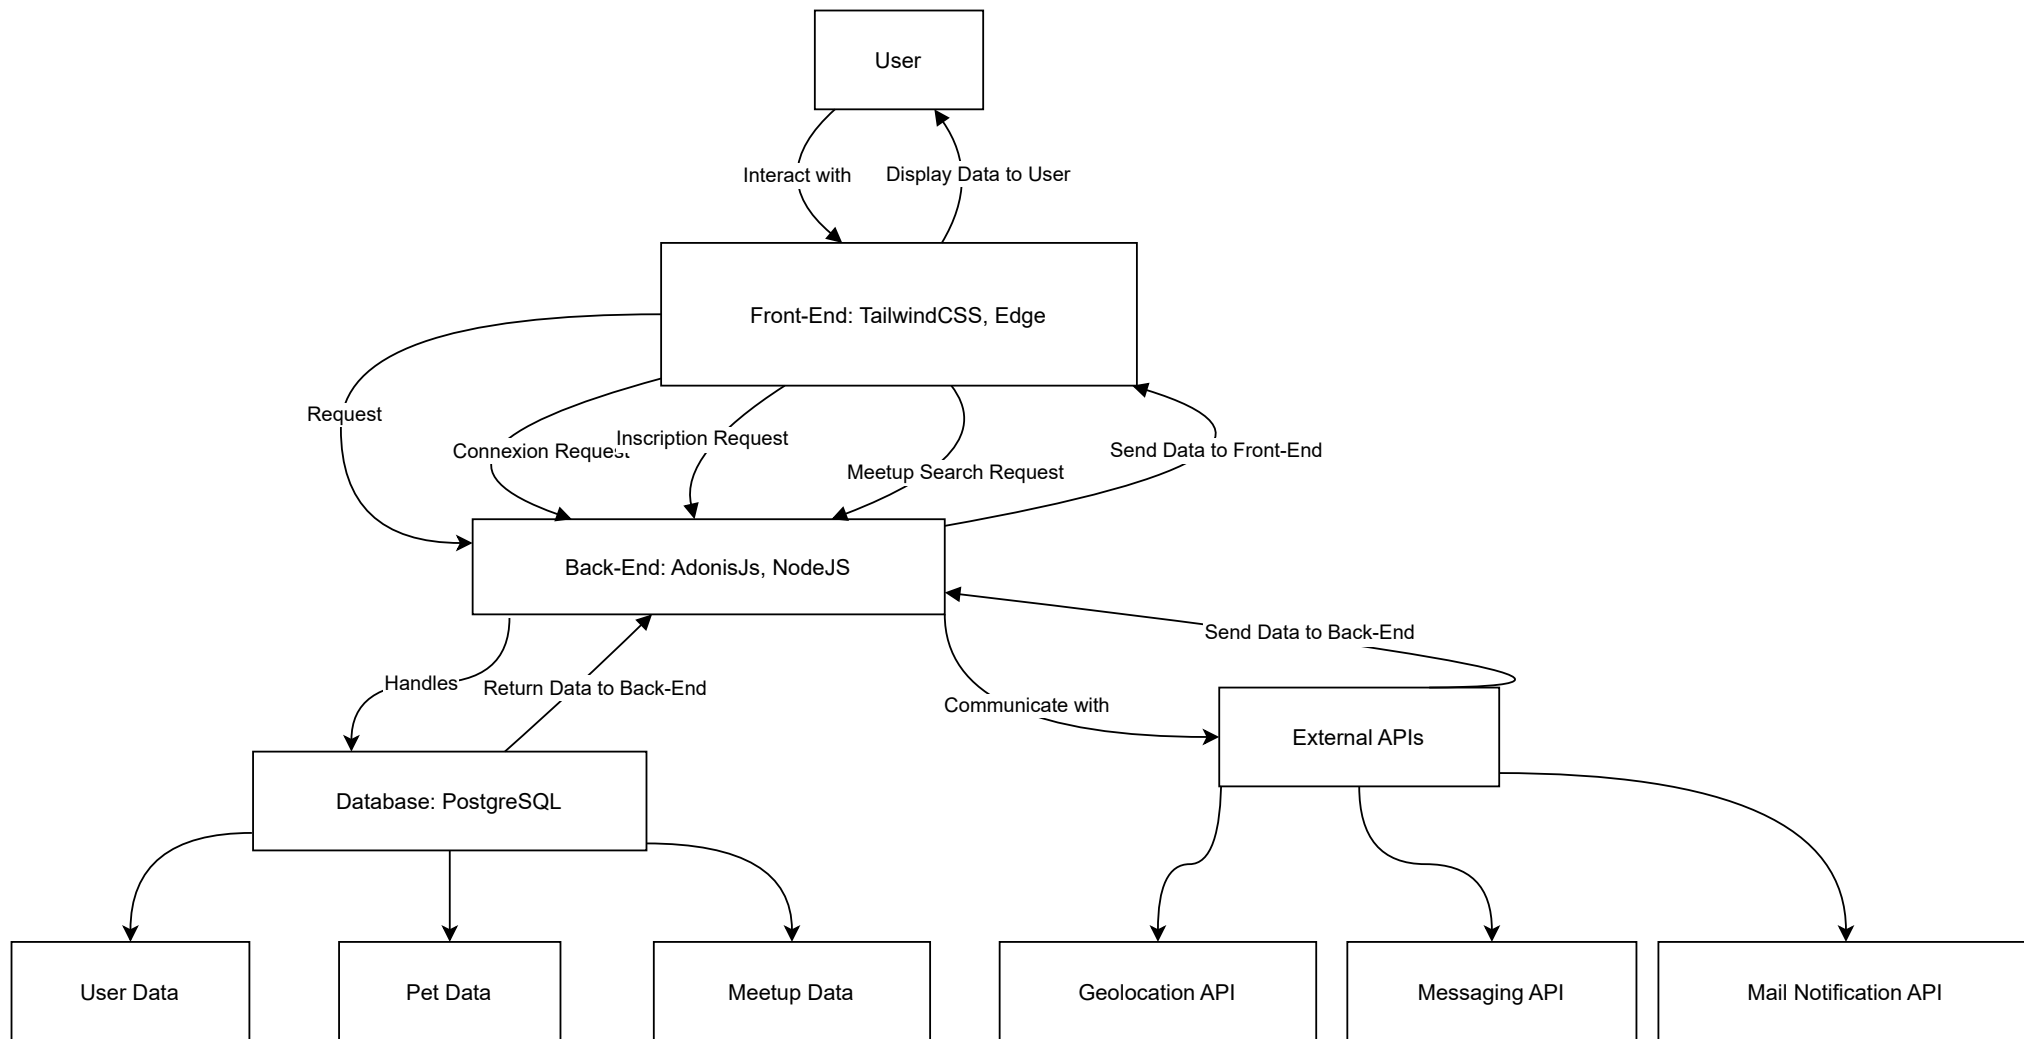 User
Interact with
Display Data to User
Front-End: TailwindCSS, Edge
Request
Connexion Request
Inscription Request
Meetup Search Request
Send Data to Front-End
Back-End: AdonisJs, NodeJS
Send Data to Back-End
Handles
Return Data to Back-End
Communicate with
External APIs
Database: PostgreSQL
User Data
Pet Data
Meetup Data
Geolocation API
Messaging API
Mail Notification API